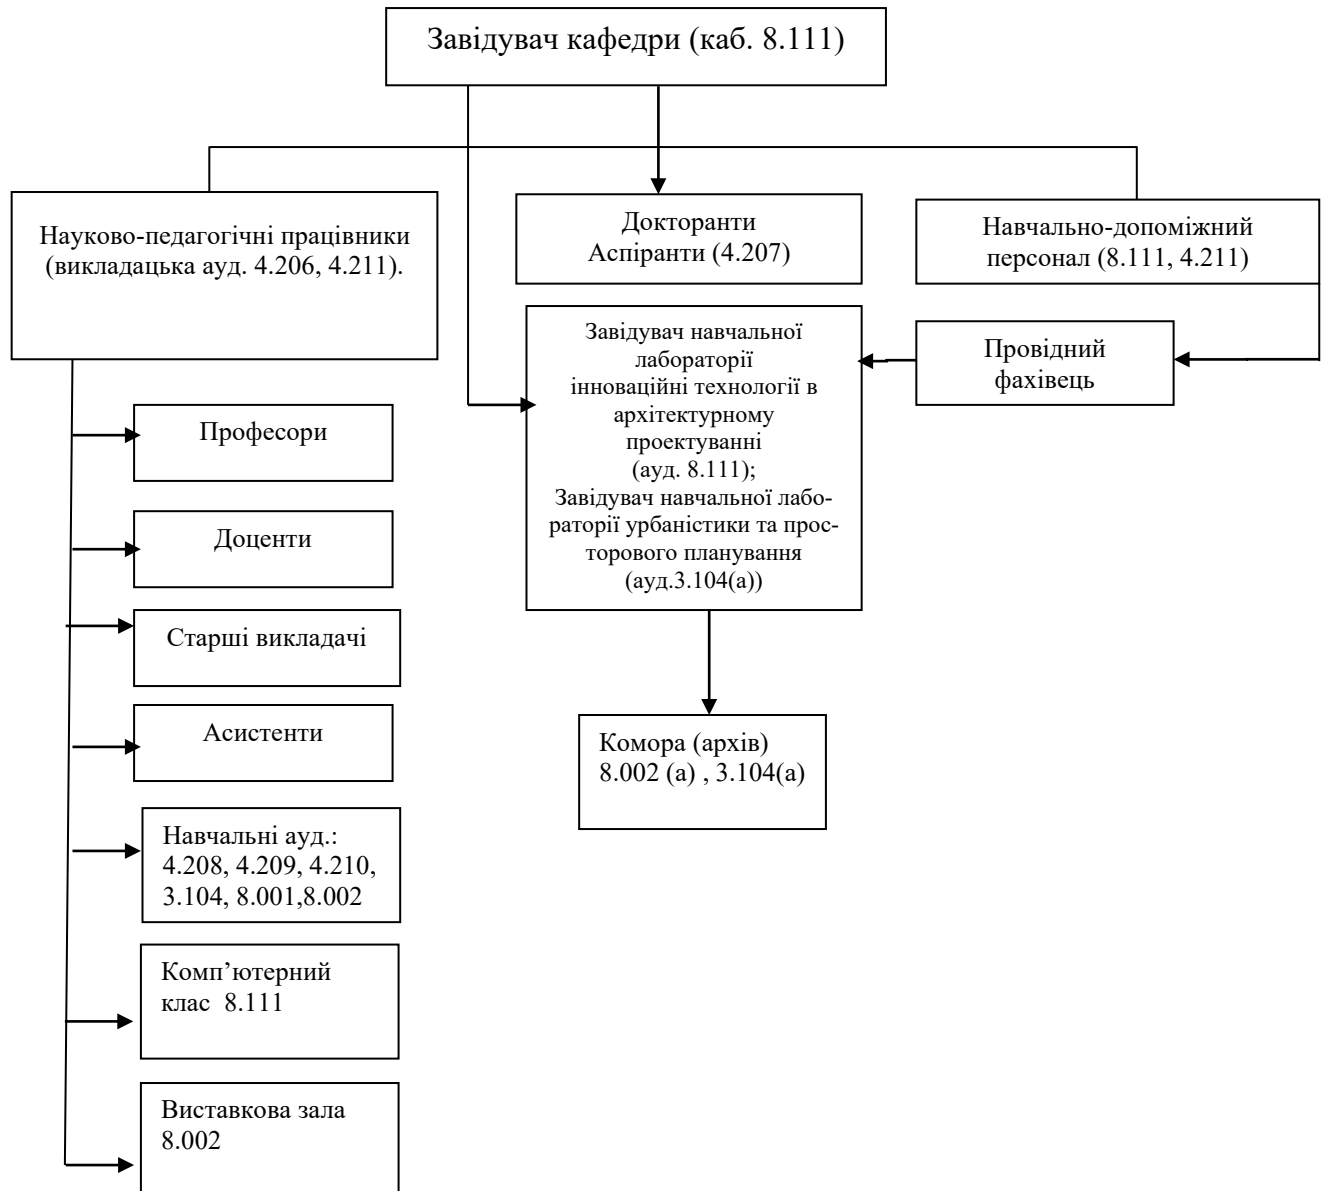 Завідувач кафедри (каб. 8.111)
Науково-педагогічні працівники
(викладацька ауд. 4.206, 4.211).
Докторанти
Аспіранти (4.207)
Навчально-допоміжний
персонал (8.111, 4.211)
Завідувач навчальної
лабораторії
інноваційні технології в
архітектурному
проектуванні
(ауд. 8.111);
Завідувач навчальної лабо-
раторії урбаністики та прос-
торового планування
(ауд.3.104(а))
Провідний
фахівець
Професори
Доценти
Старші викладачі
Асистенти
Комора (архів)
8.002 (а) , 3.104(а)
Навчальні ауд.:
4.208, 4.209, 4.210,
3.104, 8.001,8.002
Комп’ютерний
клас 8.111
Виставкова зала
8.002